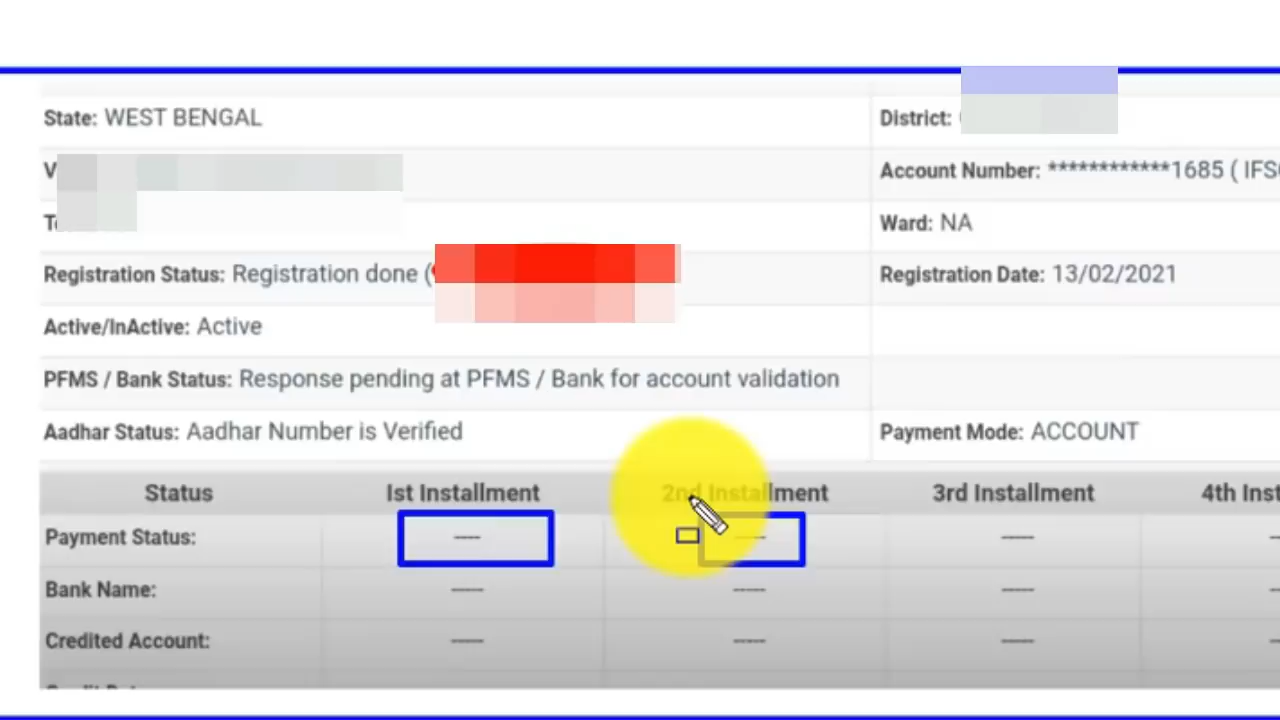 State: WEST BENGAL District:
Account Number: ************1685 ( IFS
Ward: NA
Registration Status: Registration done ( Registration Date: 13/02/2021
Active/InActive: Active
PFMS / Bank Status: Response pending at PFMS / Bank for account validation
Aadhar Status: Aadhar Number is Verified Payment Mode: ACCOUNT
Status Ist Installment 2nd Installment 3rd Installment 4th Inst
Payment Status: ---- ----- ----- --
Bank Name: ----- ----- ----- --
Credited Account: ----- ----- ----- --